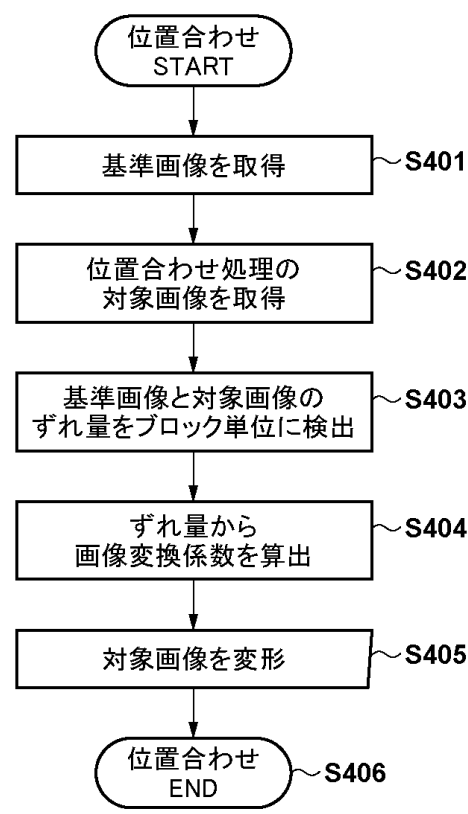 位置合わせ
START
基準画像を取得
S401
位置合わせ処理の
対象画像を取得
S402
基準画像と対象画像の
ずれ量をブロック単位に検出
S403
ずれ量から
画像変換係数を算出
S404
対象画像を変形
S405
位置合わせ
END
S406